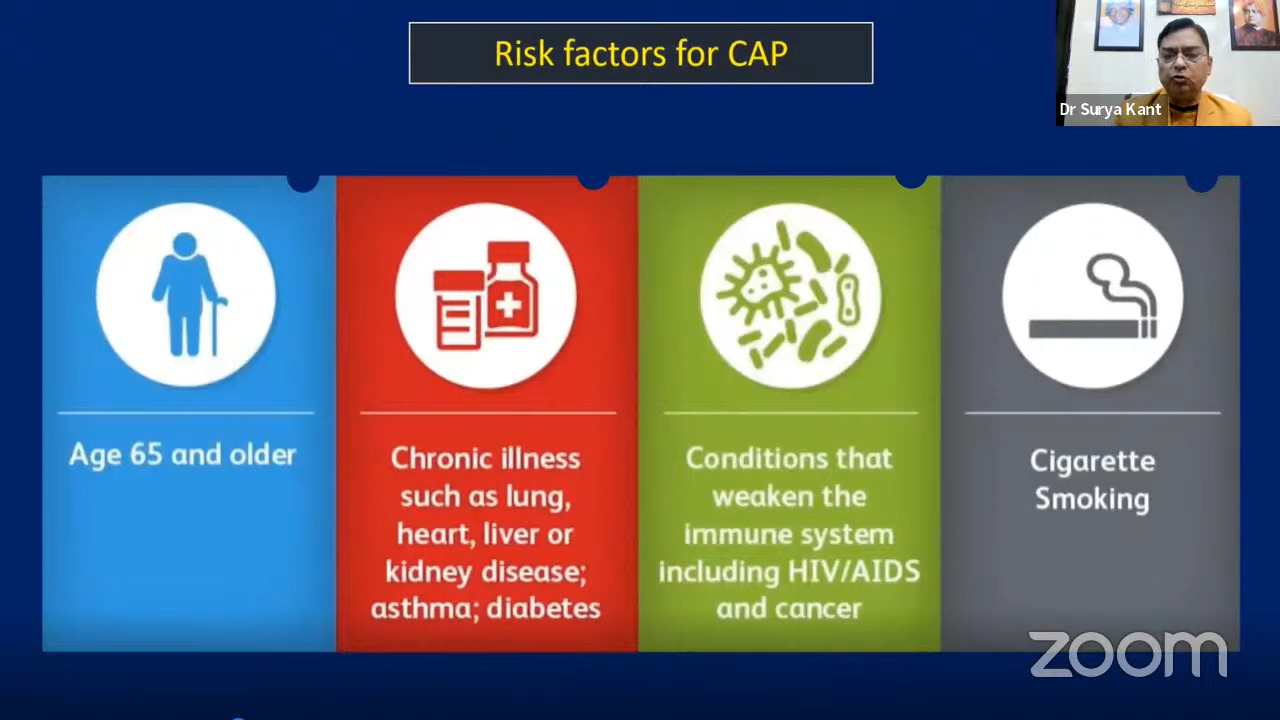 Risk factors for CAP
Dr Surya Kant
Age 65 and older
Chronic illness
such as lung,
heart, liver or
kidney disease;
asthma; diabetes
Conditions that
weaken the
immune system
including HIV/AIDS
and cancer
Cigarette
Smoking
zoom